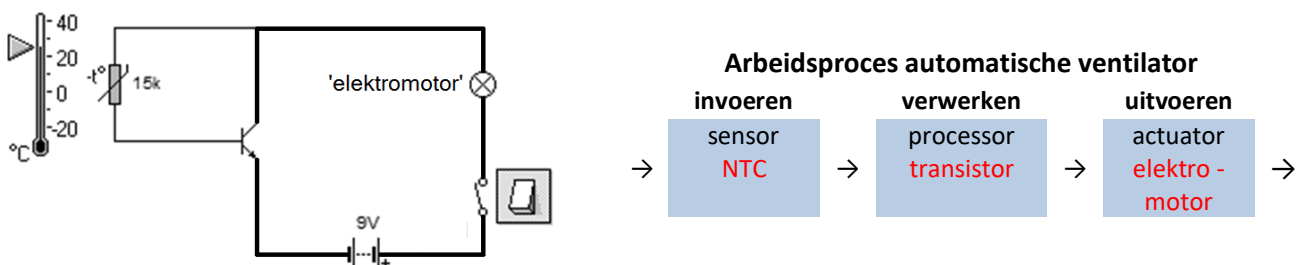 40
20
0
-20
°C
-t°
15k
'elektromotor'
9V
+
Arbeidsproces automatische ventilator
invoeren verwerken uitvoeren
→ sensor → processor → actuator →
NTC transistor elektro -
motor